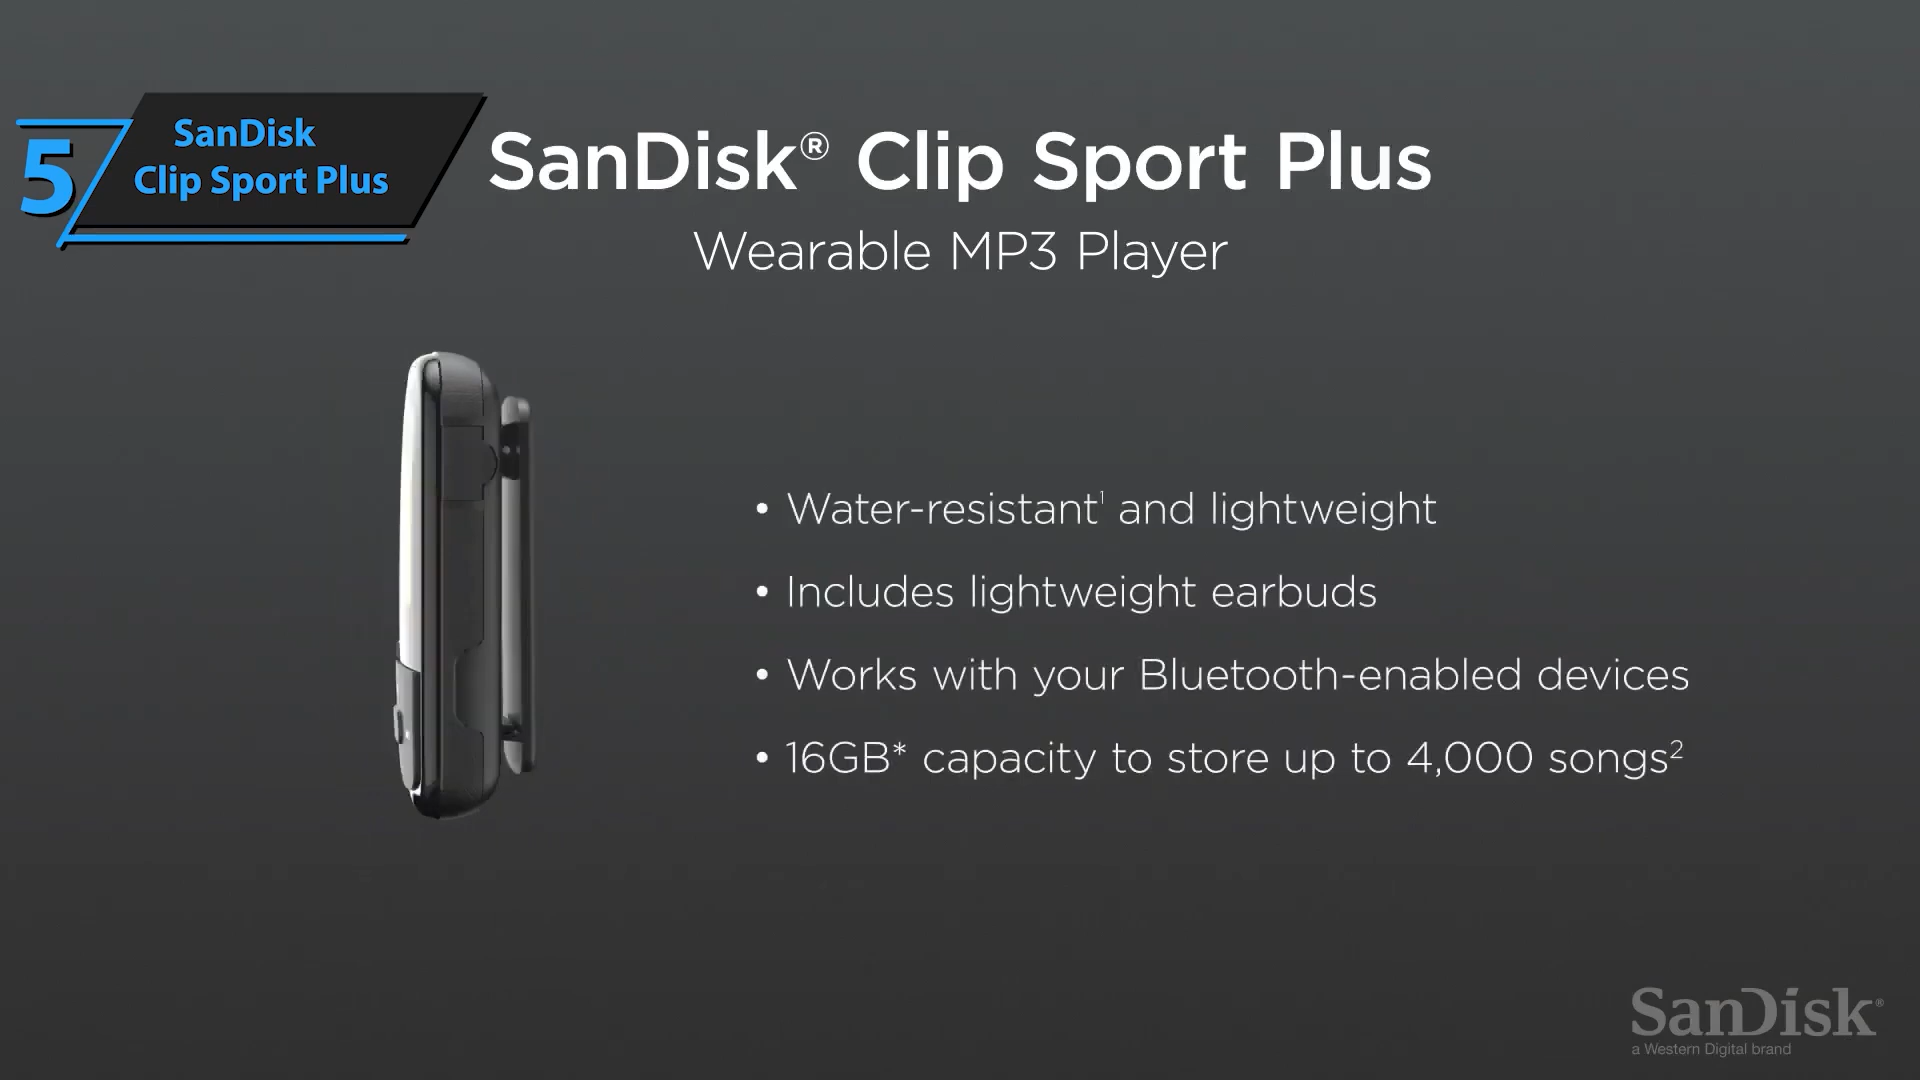 5
SanDisk
Clip Sport Plus
SanDisk® Clip Sport Plus
Wearable MP3 Player
• Water-resistant¹ and lightweight
• Includes lightweight earbuds
• Works with your Bluetooth-enabled devices
• 16GB* capacity to store up to 4,000 songs²
SanDisk®
a Western Digital brand